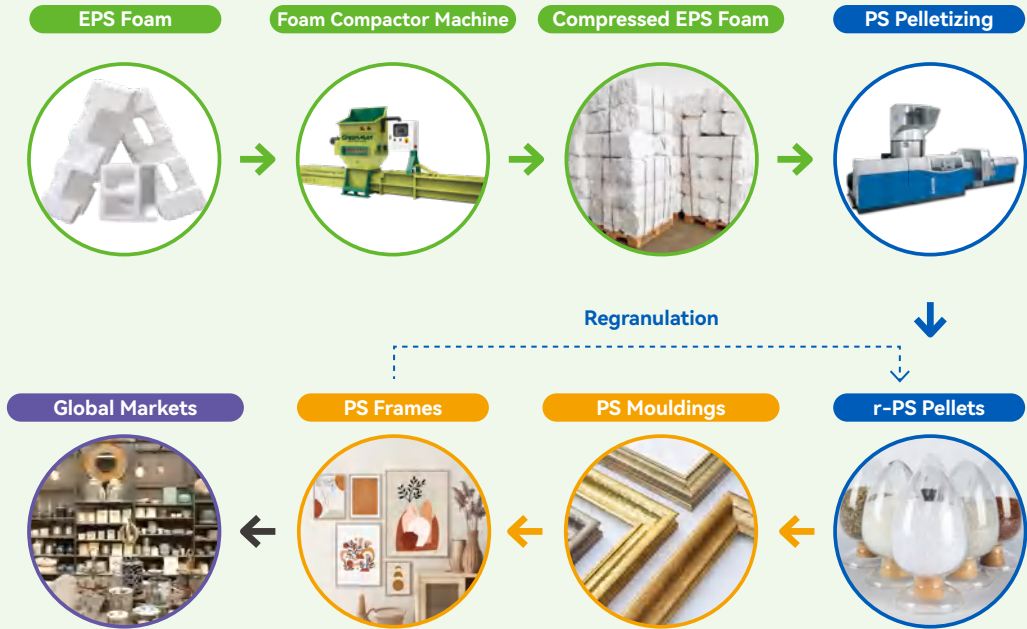 EPS Foam
Foam Compactor Machine
Compressed EPS Foam
PS Pelletizing
Regranulation
Global Markets
PS Frames
PS Mouldings
r-PS Pellets